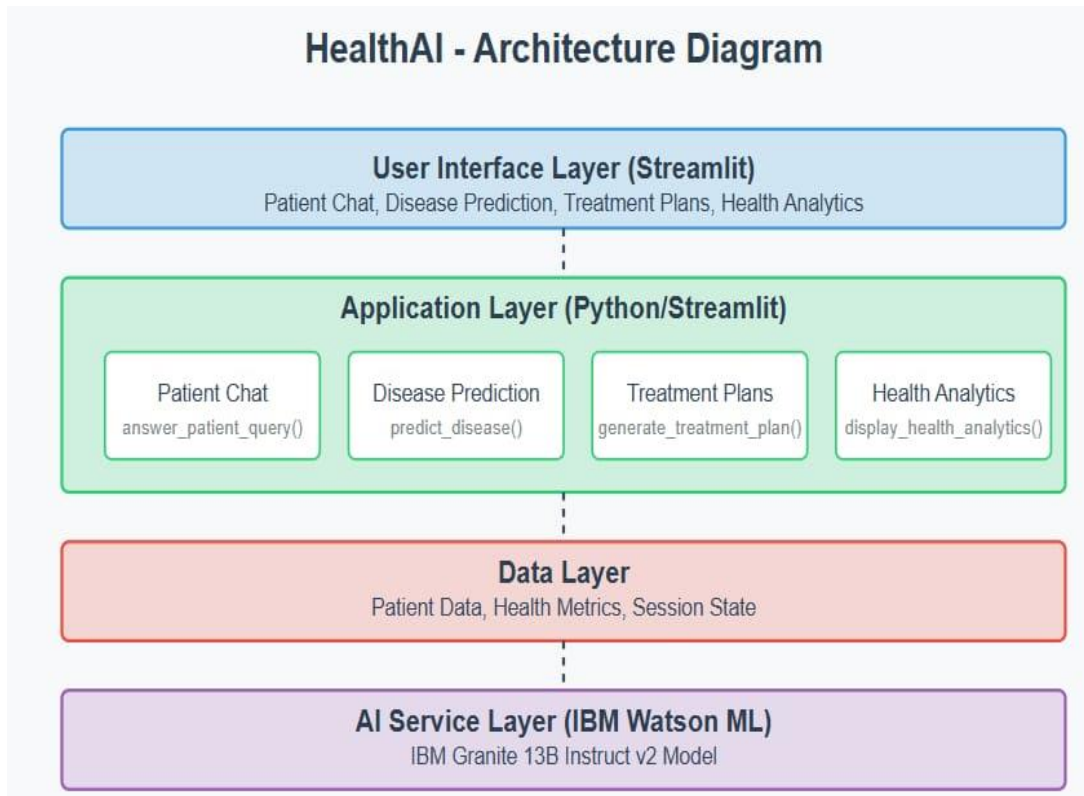 HealthAI - Architecture Diagram
User Interface Layer (Streamlit)
Patient Chat, Disease Prediction, Treatment Plans, Health Analytics
Application Layer (Python/Streamlit)
Patient Chat
answer_patient_query()
Disease Prediction
predict_disease()
Treatment Plans
generate_treatment_plan()
Health Analytics
display_health_analytics()
Data Layer
Patient Data, Health Metrics, Session State
AI Service Layer (IBM Watson ML)
IBM Granite 13B Instruct v2 Model